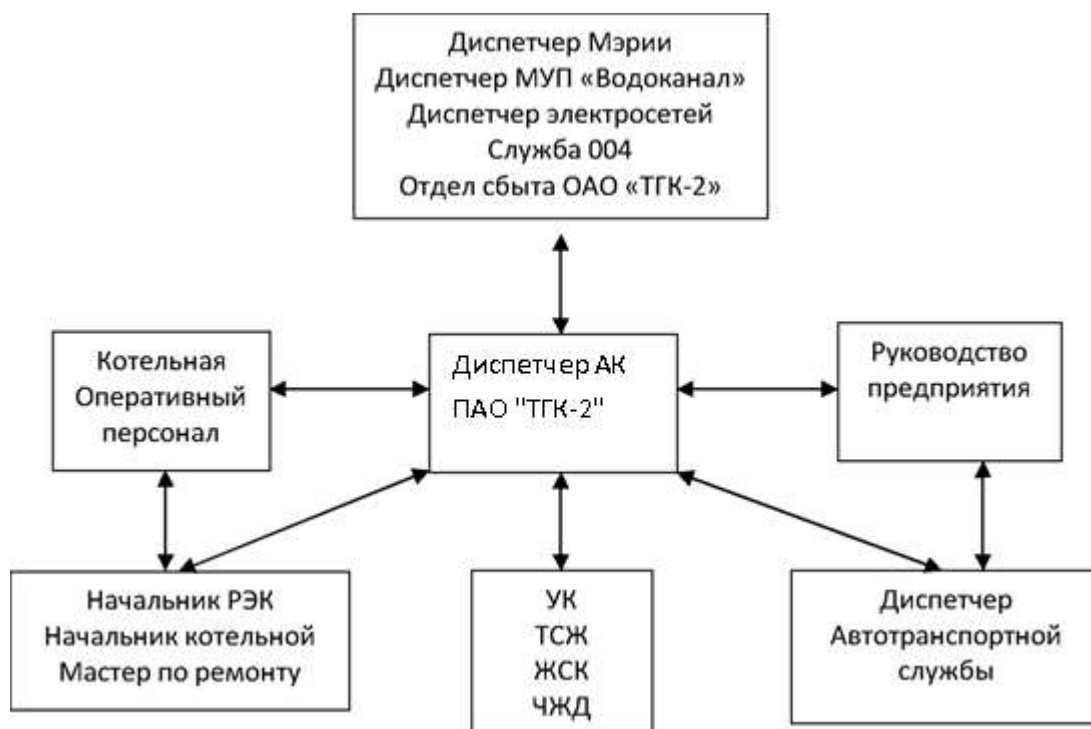 Диспетчер Мэрии
Диспетчер МУП «Водоканал»
Диспетчер электросетей
Служба 004
Отдел сбыта ОАО «ТГК-2»
Котельная
Оперативный
персонал
Диспетчер АК
ПАО "ТГК-2"
Руководство
предприятия
Начальник РЭК
Начальник котельной
Мастер по ремонту
УК
ТСЖ
ЖСК
ЧЖД
Диспетчер
Автотранспортной
службы